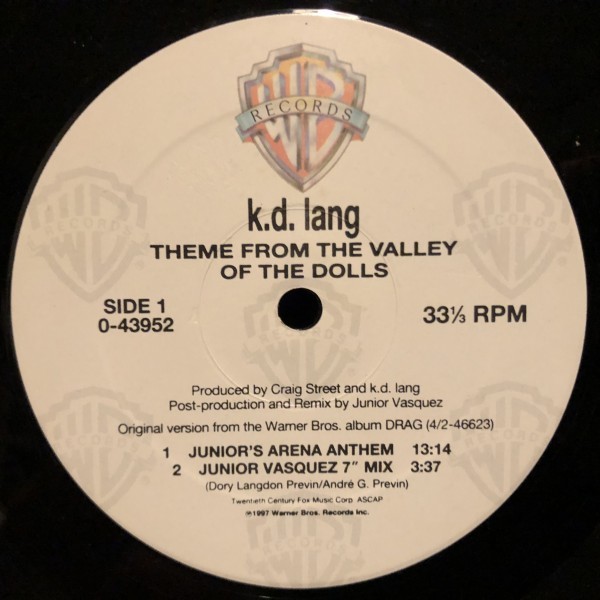 WB
RECORDS
k.d. lang
THEME FROM THE VALLEY
OF THE DOLLS
SIDE 1
0-43952
33⅓ RPM
Produced by Craig Street and k.d. lang
Post-production and Remix by Junior Vasquez
Original version from the Warner Bros. album DRAG (4/2-46623)
1 JUNIOR'S ARENA ANTHEM 13:14
2 JUNIOR VASQUEZ 7" MIX 3:37
(Dory Langdon Previn/André G. Previn)
Twentieth Century Fox Music Corp. ASCAP
℗1997 Warner Bros. Records Inc.